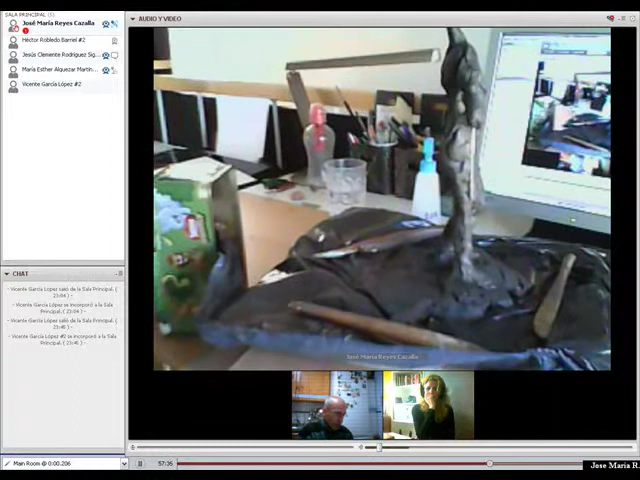 SALA PRINCIPAL (5)
José María Reyes Cazalla
Héctor Robledo Barriel #2
Jesús Clemente Rodríguez Sig...
Maria Esther Alquezar Martín...
Vicente García López #2
CHAT
- Vicente García López salió de la Sala Principal. (
23:04 ) -
- Vicente García López se incorporó a la Sala
Principal. ( 23:04 ) -
- Vicente García López salió de la Sala Principal. (
23:45 ) -
- Vicente García López #2 se incorporó a la Sala
Principal. ( 23:45 ) -
AUDIO Y VIDEO
José María Reyes Cazalla
Main Room @ 0:00.206
57:35
Jose Maria R.